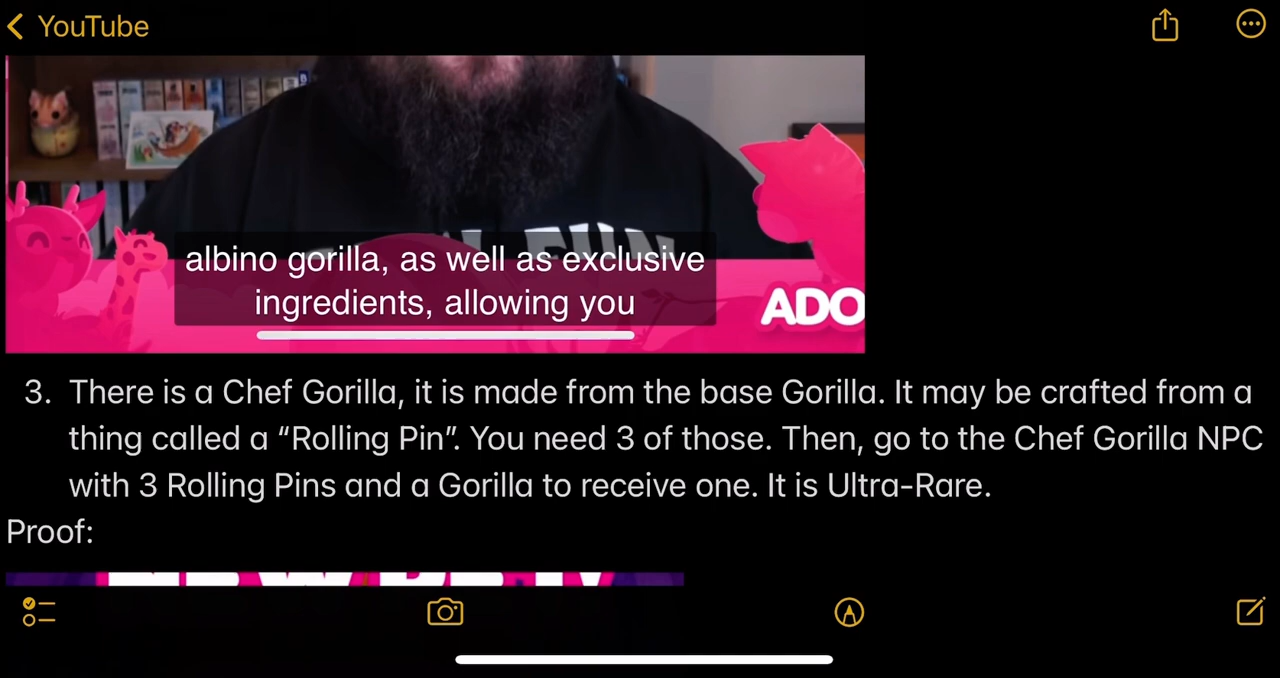 YouTube
albino gorilla, as well as exclusive
ingredients, allowing you
ADO
3. There is a Chef Gorilla, it is made from the base Gorilla. It may be crafted from a
thing called a “Rolling Pin”. You need 3 of those. Then, go to the Chef Gorilla NPC
with 3 Rolling Pins and a Gorilla to receive one. It is Ultra-Rare.
Proof: